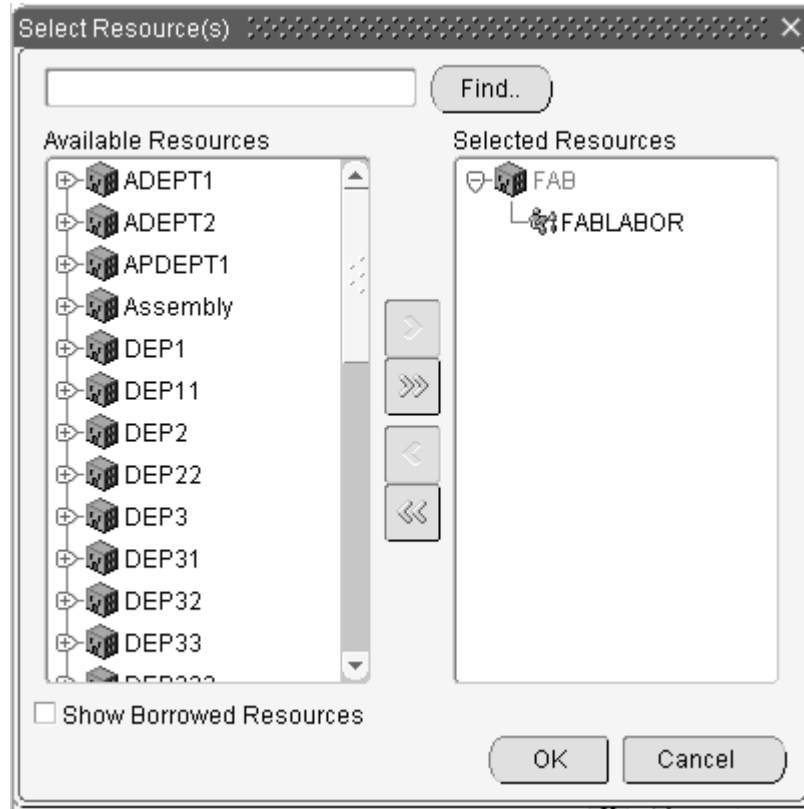 Select Resource(s)
Find..
Available Resources
Selected Resources
ADEPT1
ADEPT2
APDEPT1
Assembly
DEP1
DEP11
DEP2
DEP22
DEP3
DEP31
DEP32
DEP33
FAB
FABLABOR
Show Borrowed Resources
OK
Cancel